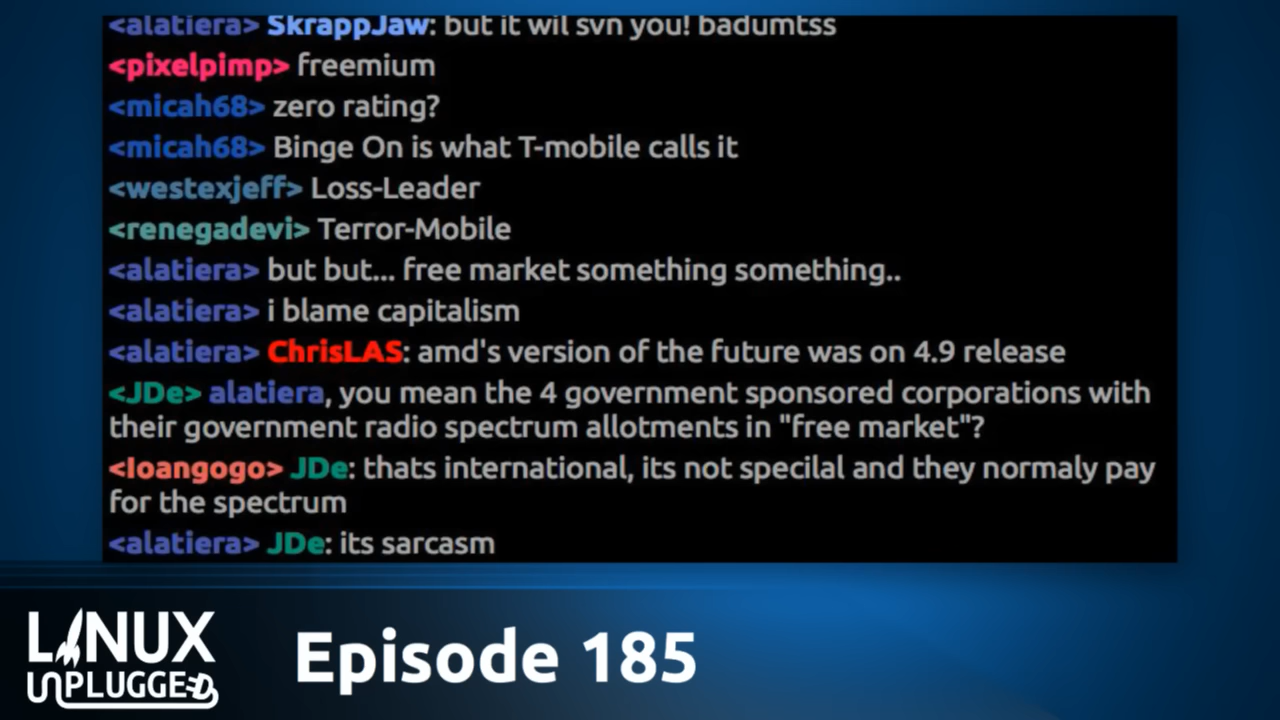 <alatiera> SkrappJaw: but it wil svn you! badumtss
<pixelpimp> freemium
<micah68> zero rating?
<micah68> Binge On is what T-mobile calls it
<westexjeff> Loss-Leader
<renegadevi> Terror-Mobile
<alatiera> but but... free market something something..
<alatiera> i blame capitalism
<alatiera> ChrisLAS: amd's version of the future was on 4.9 release
<JDe> alatiera, you mean the 4 government sponsored corporations with
their government radio spectrum allotments in "free market"?
<Ioangogo> JDe: thats international, its not specilal and they normaly pay
for the spectrum
<alatiera> JDe: its sarcasm
LINUX
UNPLUGGED
Episode 185